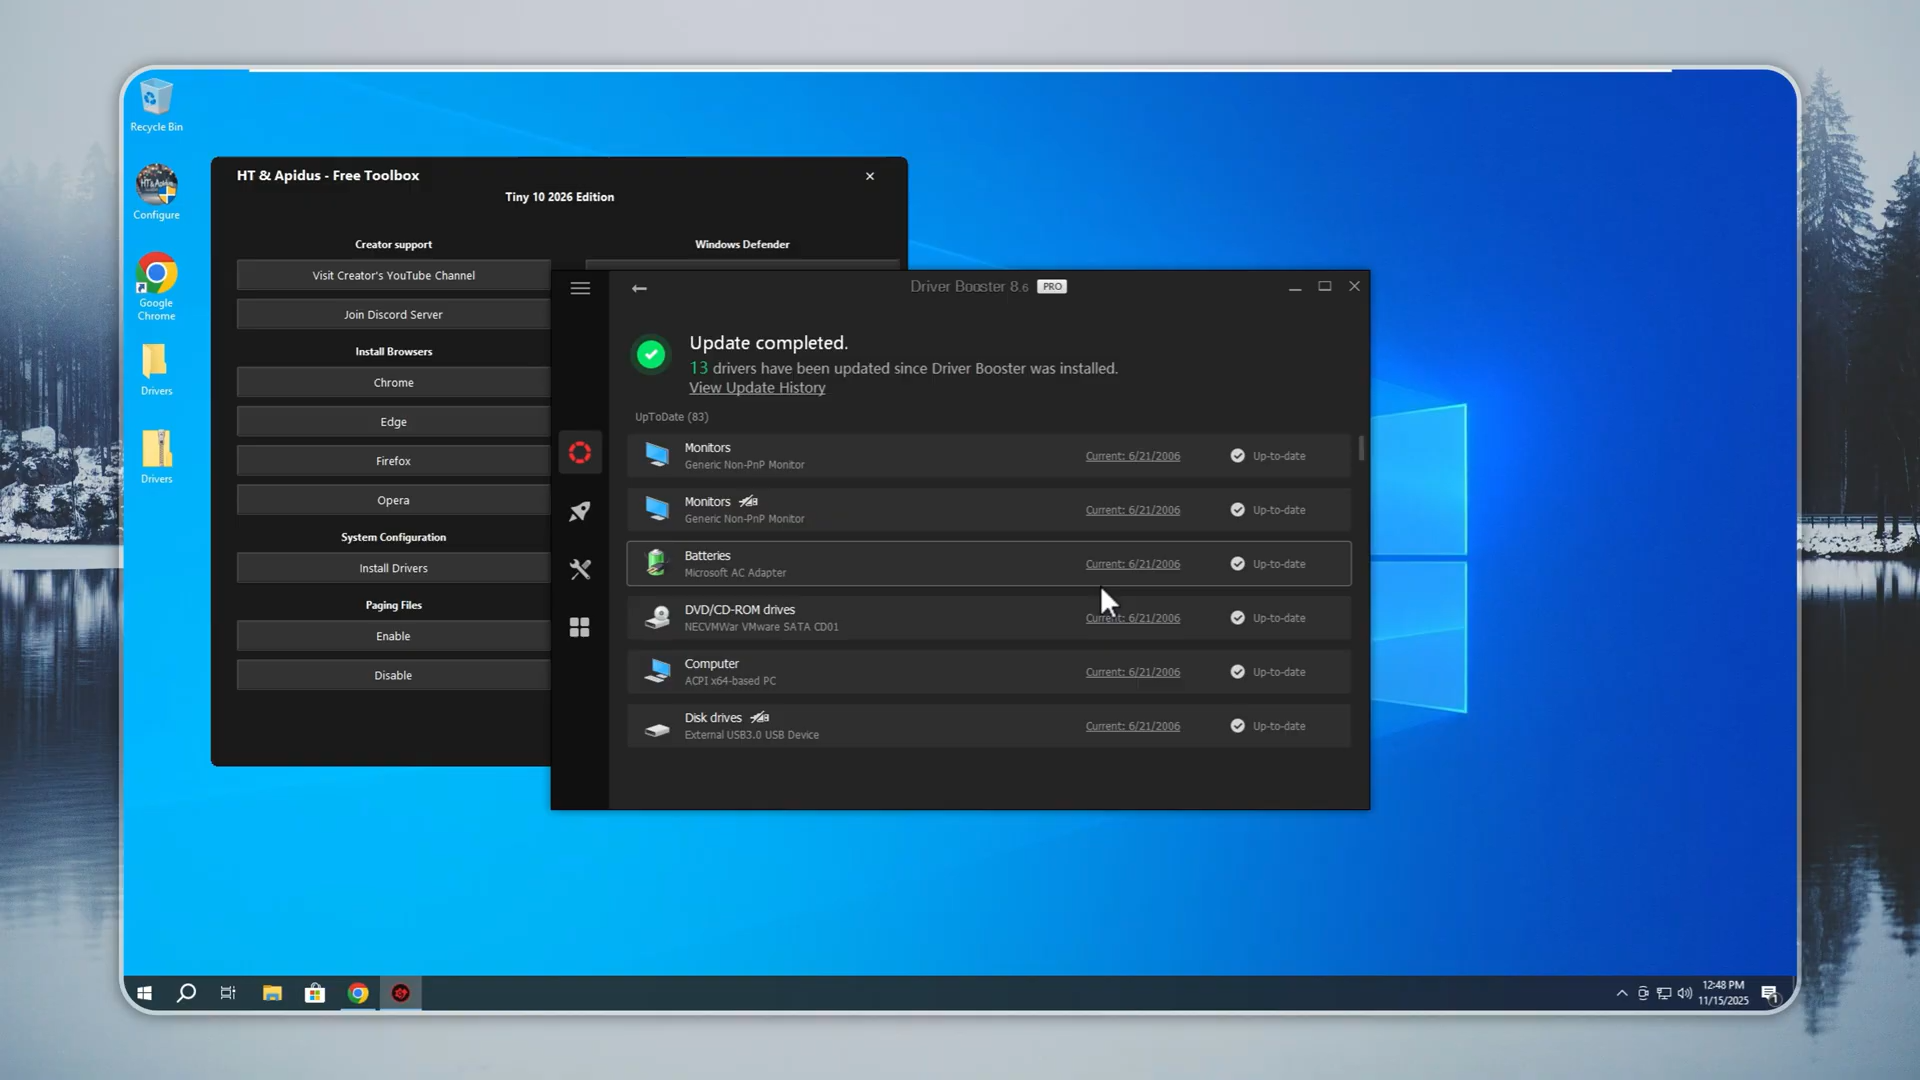 Recycle Bin
Configure
Google
Chrome
Drivers
Drivers
HT & Apidus - Free Toolbox
Tiny 10 2026 Edition
Creator support
Visit Creator's YouTube Channel
Join Discord Server
Install Browsers
Chrome
Edge
Firefox
Opera
System Configuration
Install Drivers
Paging Files
Enable
Disable
Windows Defender
Driver Booster 8.6 PRO
Update completed.
13 drivers have been updated since Driver Booster was installed.
View Update History
UpToDate (83)
Monitors
Generic Non-PnP Monitor
Current: 6/21/2006
Up-to-date
Monitors
Generic Non-PnP Monitor
Current: 6/21/2006
Up-to-date
Batteries
Microsoft AC Adapter
Current: 6/21/2006
Up-to-date
DVD/CD-ROM drives
NECVMWar VMware SATA CD01
Current: 6/21/2006
Up-to-date
Computer
ACPI x64-based PC
Current: 6/21/2006
Up-to-date
Disk drives
External USB3.0 USB Device
Current: 6/21/2006
Up-to-date
12:48 PM
11/15/2025
1